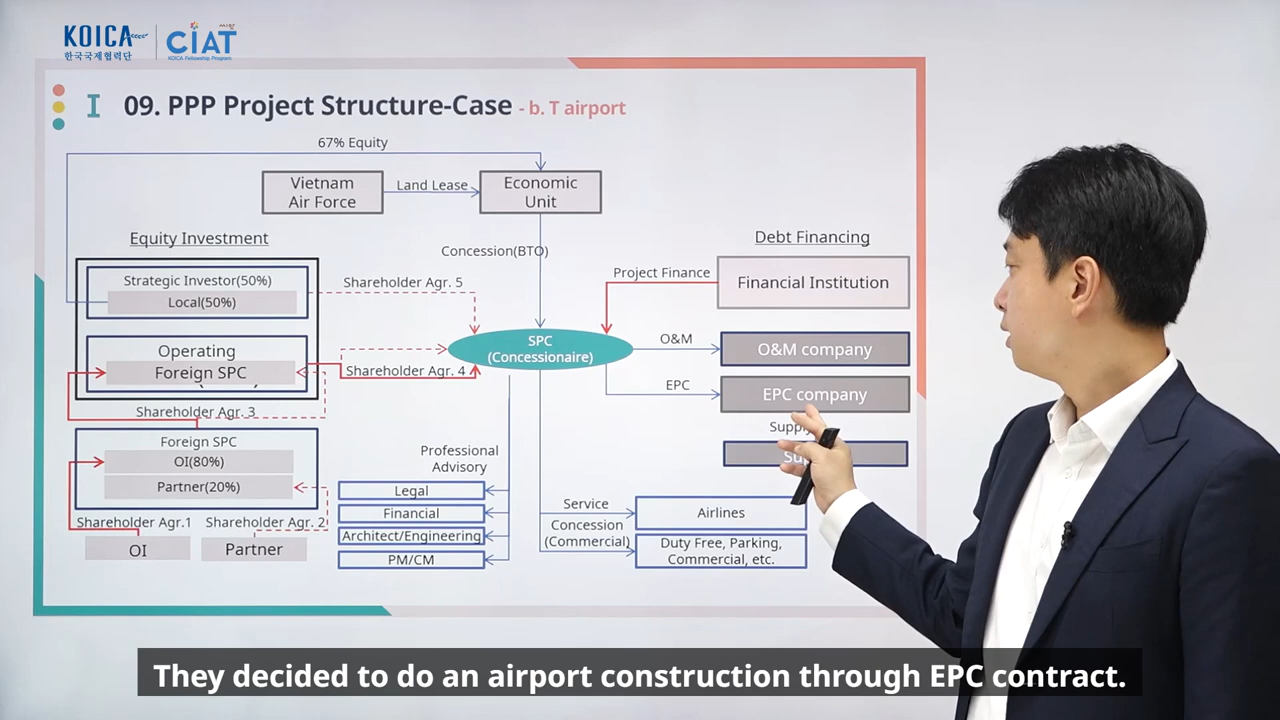 KOICA
한국국제협력단
CIAT
KOICA Fellowship Program
I 09. PPP Project Structure-Case - b. T airport
67% Equity
Vietnam
Air Force
Land Lease
Economic
Unit
Equity Investment
Concession(BTO)
Debt Financing
Strategic Investor(50%)
Local(50%)
Shareholder Agr. 5
Project Finance
Financial Institution
Operating
Foreign SPC
Shareholder Agr. 4
SPC
(Concessionaire)
O&M
O&M company
EPC
EPC company
Shareholder Agr. 3
Foreign SPC
OI(80%)
Partner(20%)
Shareholder Agr.1
Shareholder Agr. 2
OI
Partner
Professional
Advisory
Legal
Financial
Architect/Engineering
PM/CM
Service
Airlines
Concession
(Commercial)
Duty Free, Parking,
Commercial, etc.
They decided to do an airport construction through EPC contract.